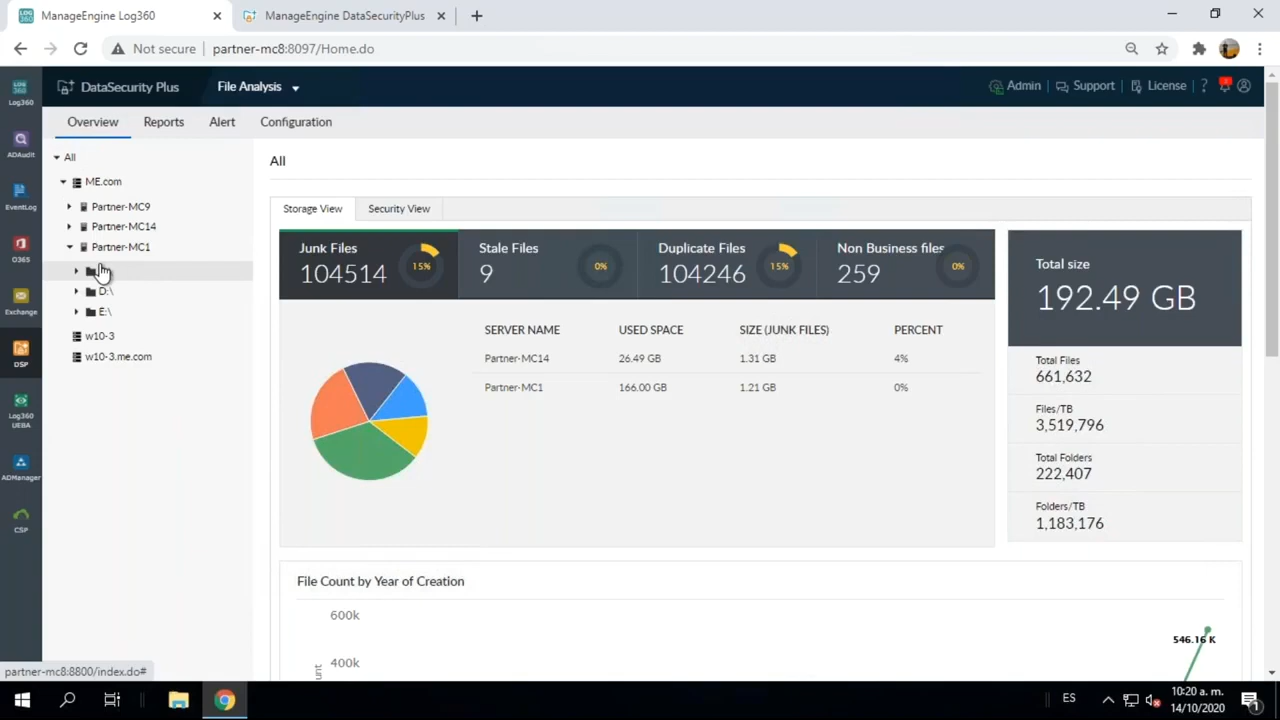 ManageEngine Log360
ManageEngine DataSecurityPlus
Not secure
partner-mc8:8097/Home.do
LOG
360
Log360
DataSecurity Plus
File Analysis
Admin
Support
License
?
Overview
Reports
Alert
Configuration
ADAudit
EventLog
O365
Exchange
DSP
Log360
UEBA
ADManager
CSP
All
ME.com
Partner-MC9
Partner-MC14
Partner-MC1
D:\
E:\
w10-3
w10-3.me.com
All
Storage View
Security View
Junk Files
104514
15%
Stale Files
9
0%
Duplicate Files
104246
15%
Non Business files
259
0%
Total size
192.49 GB
SERVER NAME USED SPACE SIZE (JUNK FILES) PERCENT
Partner-MC14 26.49 GB 1.31 GB 4%
Partner-MC1 166.00 GB 1.21 GB 0%
Total Files
661,632
Files/TB
3,519,796
Total Folders
222,407
Folders/TB
1,183,176
File Count by Year of Creation
600k
546.16 K
400k
partner-mc8:8800/index.do#
ES
10:20 a. m.
14/10/2020